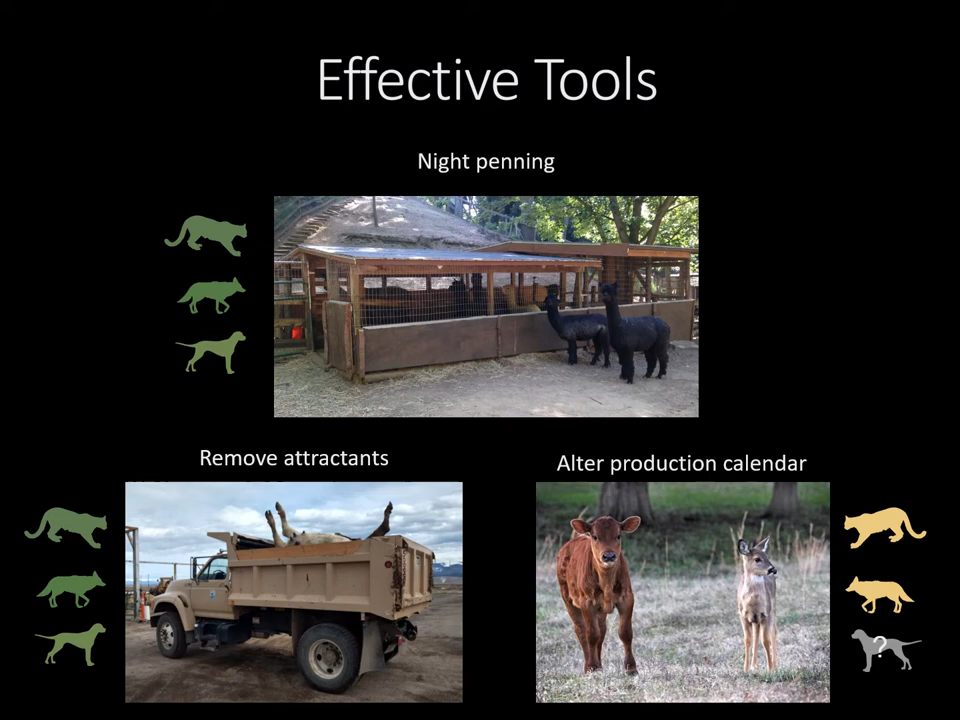 Effective Tools
Night penning
Remove attractants
Alter production calendar
?